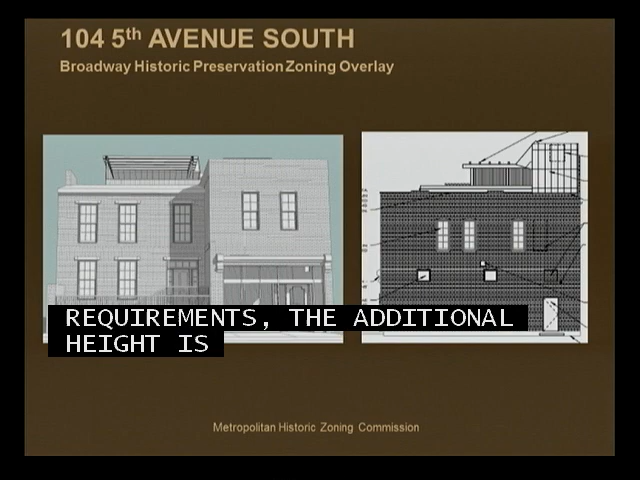 104 5th AVENUE SOUTH
Broadway Historic Preservation Zoning Overlay
REQUIREMENTS, THE ADDITIONAL
HEIGHT IS
Metropolitan Historic Zoning Commission